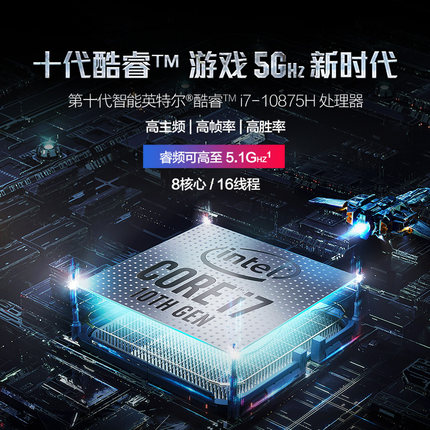 十代酷睿™ 游戏 5GHz 新时代
第十代智能英特尔®酷睿™ i7-10875H 处理器
高主频 | 高帧率 | 高胜率
睿频可高至 5.1GHz¹
8核心 / 16线程
intel
CORE i7
10TH GEN